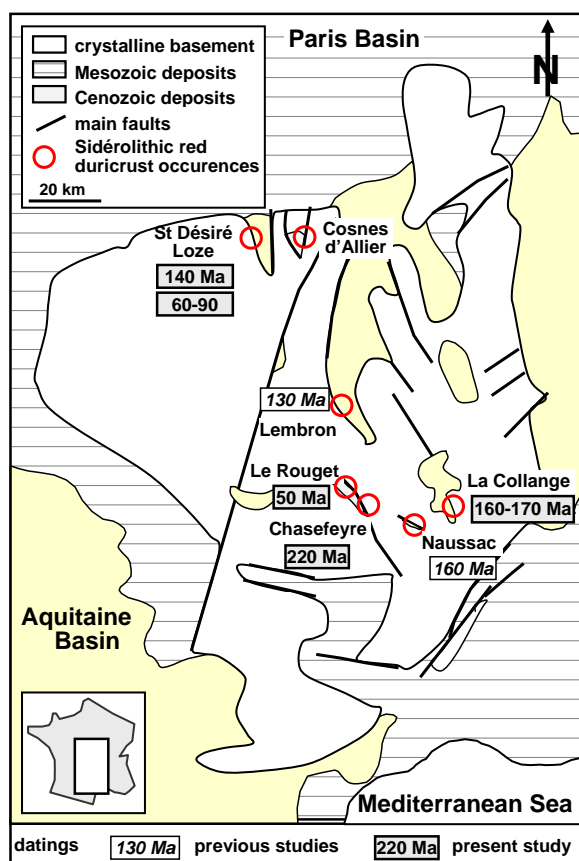 crystalline basement
Mesozoic deposits
Cenozoic deposits
main faults
Sidérolithic red
duricrust occurences
20 km
Paris Basin
N
St Désiré
Loze
140 Ma
60-90
Cosnes
d'Allier
130 Ma
Lembron
Le Rouget
50 Ma
Chasefeyre
220 Ma
La Collange
160-170 Ma
Naussac
160 Ma
Aquitaine
Basin
Mediterranean Sea
datings 130 Ma previous studies 220 Ma present study